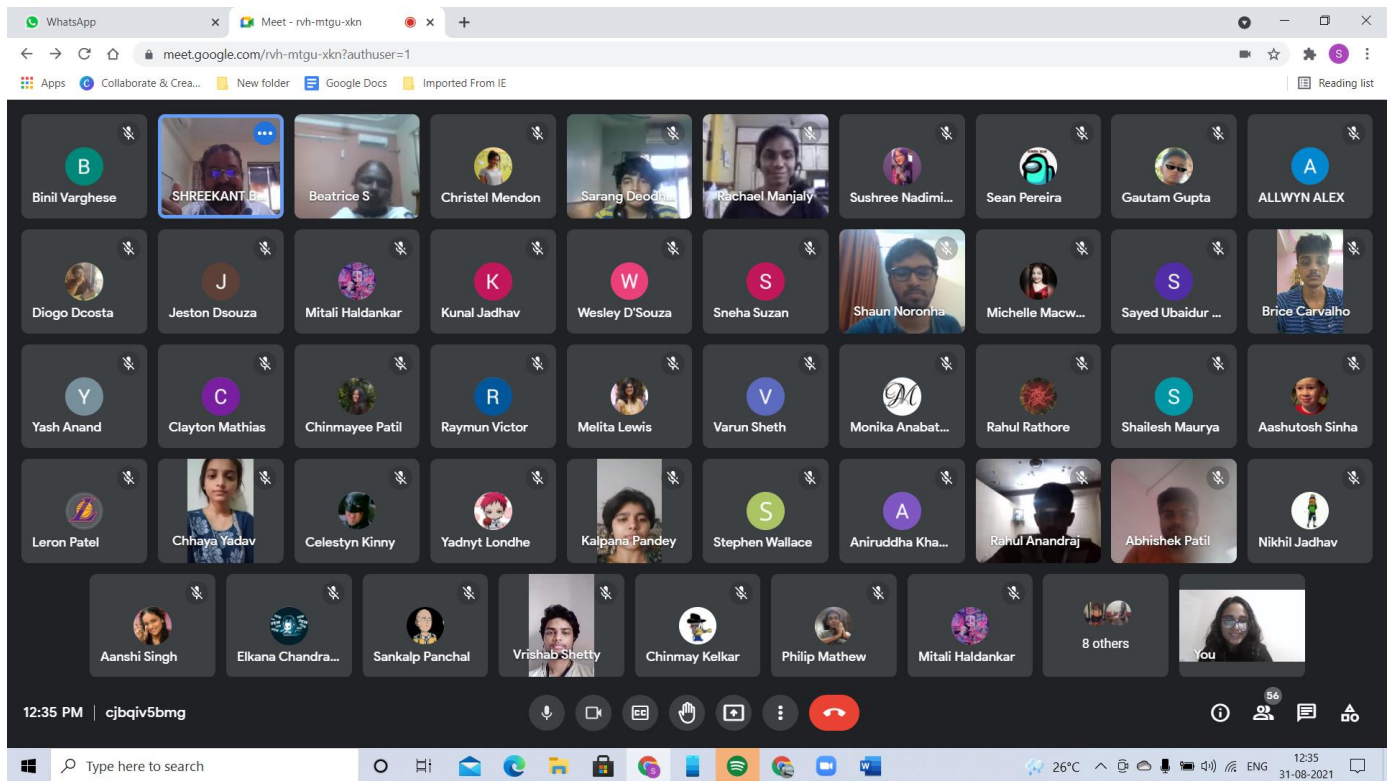 WhatsApp
Meet - rvh-mtgu-xkn
meet.google.com/rvh-mtgu-xkn?authuser=1
S
Apps Collaborate & Crea... New folder Google Docs Imported From IE Reading list
B A
Binil Varghese SHREEKANT B... Beatrice S Christel Mendon Sarang Deodh... Rachael Manjaly Sushree Nadimi... Sean Pereira Gautam Gupta ALLWYN ALEX
J K W S S
Diogo Dcosta Jeston Dsouza Mitali Haldankar Kunal Jadhav Wesley D'Souza Sneha Suzan Shaun Noronha Michelle Macw... Sayed Ubaidur ... Brice Carvalho
Y C R V M S
Yash Anand Clayton Mathias Chinmayee Patil Raymun Victor Melita Lewis Varun Sheth Monika Anabat... Rahul Rathore Shailesh Maurya Aashutosh Sinha
S A
Leron Patel Chhaya Yadav Celestyn Kinny Yadnyt Londhe Kalpana Pandey Stephen Wallace Aniruddha Kha... Rahul Anandraj Abhishek Patil Nikhil Jadhav
8 others
Aanshi Singh Elkana Chandra... Sankalp Panchal Vrishab Shetty Chinmay Kelkar Philip Mathew Mitali Haldankar You
12:35 PM | cjbqiv5bmg CC 56
Type here to search W 26°C ENG 12:35
31-08-2021